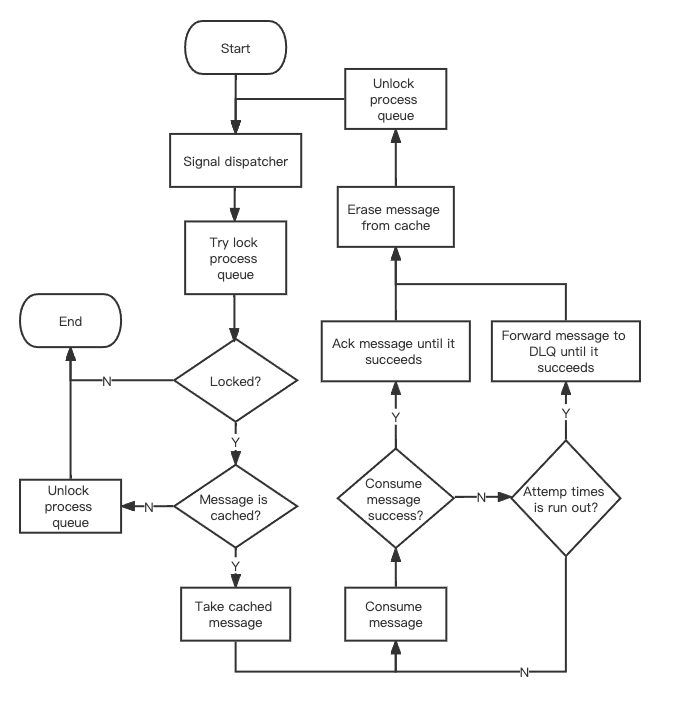 Start
Unlock
process
queue
Signal dispatcher
Erase message
from cache
Try lock
process
queue
End
Ack message until it
succeeds
Forward message to
DLQ until it
succeeds
N
Locked?
Y
Y
Y
Unlock
process
queue
N
Message is
cached?
Consume
message
success?
N
Attemp times
is run out?
Y
Take cached
message
Consume
message
N